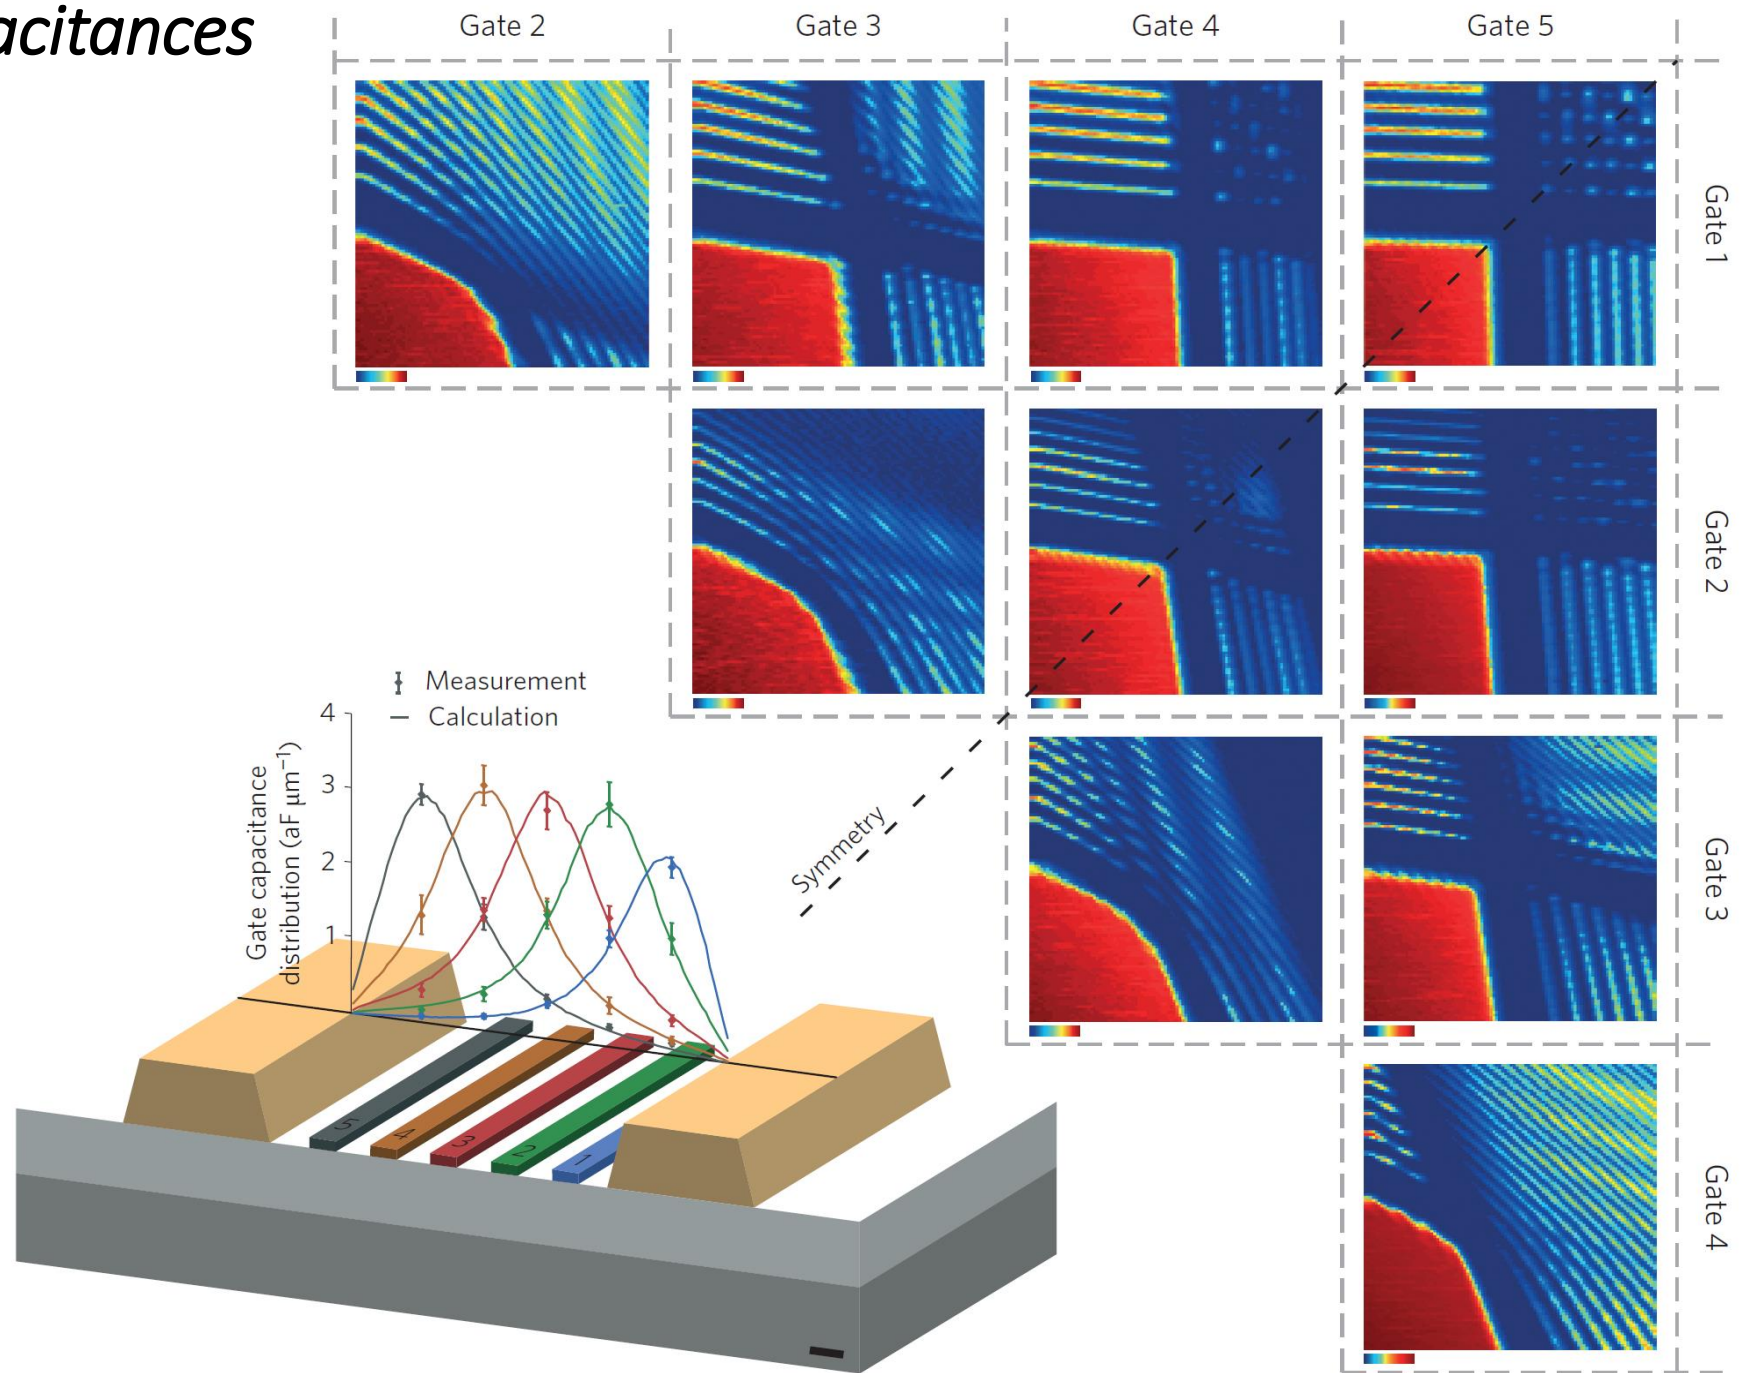 acitances
Gate 2
Gate 3
Gate 4
Gate 5
Gate 1
Gate 2
Gate 3
Gate 4
Symmetry
Measurement
Calculation
4
3
2
1
Gate capacitance
distribution (aF μm⁻¹)
5
4
3
2
1